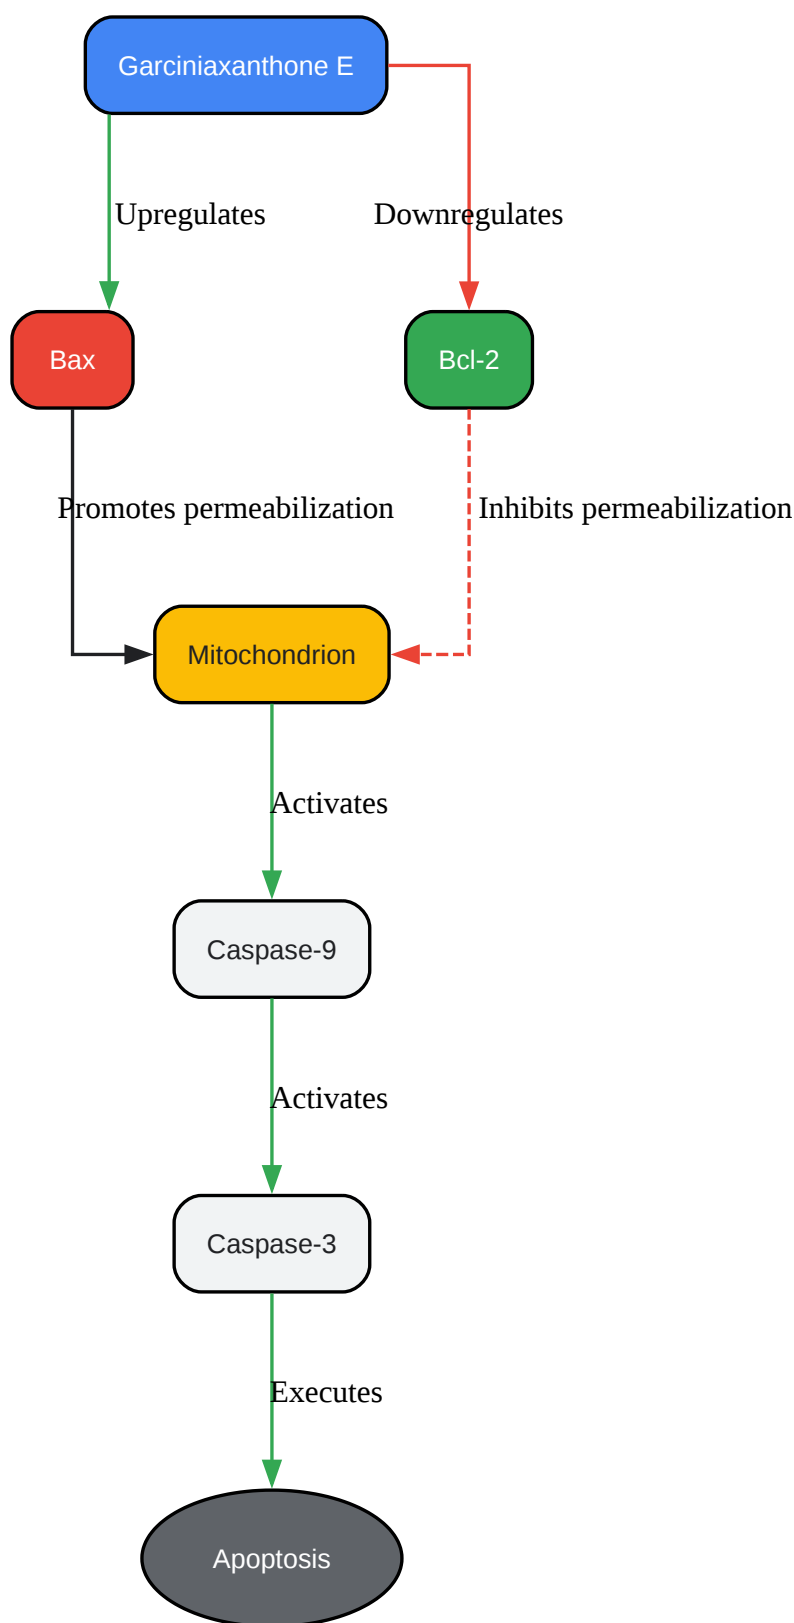 Garciniaxanthone E
Upregulates
Downregulates
Bax
Bcl-2
Promotes permeabilization
Inhibits permeabilization
Mitochondrion
Activates
Caspase-9
Activates
Caspase-3
Executes
Apoptosis